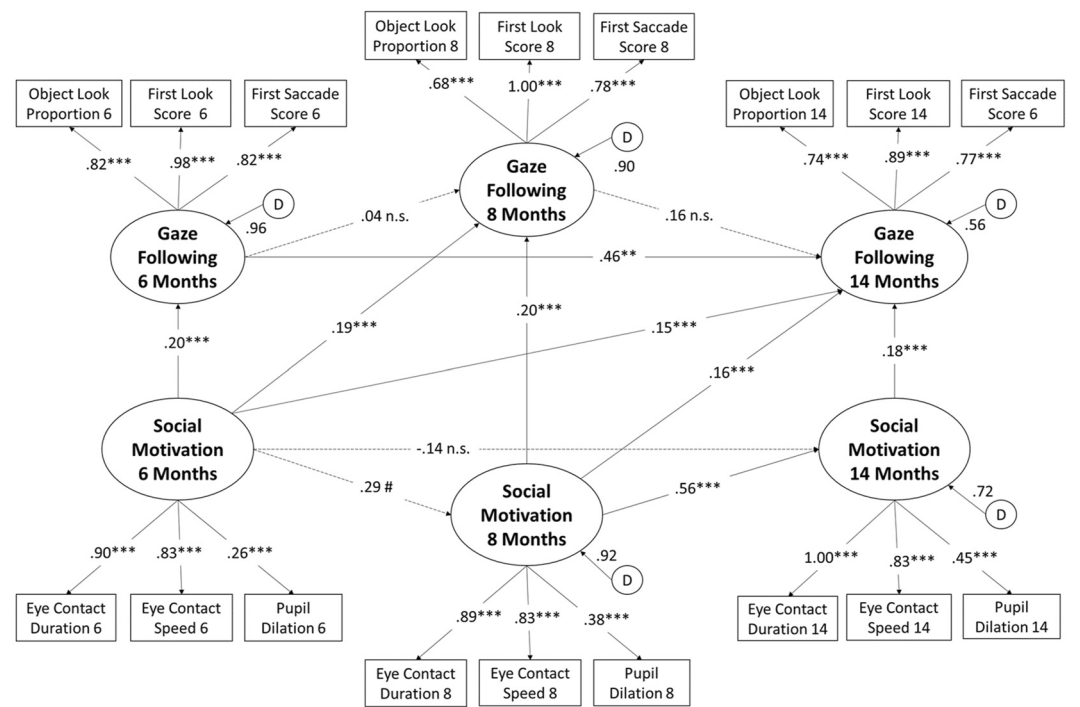 Object Look
Proportion 8
First Look
Score 8
First Saccade
Score 8
.68***
1.00***
.78***
Object Look
Proportion 6
First Look
Score 6
First Saccade
Score 6
.82***
.98***
.82***
Object Look
Proportion 14
First Look
Score 14
First Saccade
Score 6
.74***
.89***
.77***
Gaze
Following
8 Months
D
.90
Gaze
Following
6 Months
D
.96
Gaze
Following
14 Months
D
.56
.04 n.s.
.16 n.s.
.46**
.20***
.19***
.20***
.15***
.16***
.18***
Social
Motivation
6 Months
-.14 n.s.
.29 #
.56***
Social
Motivation
8 Months
D
.92
Social
Motivation
14 Months
.72
D
.90***
.83***
.26***
Eye Contact
Duration 6
Eye Contact
Speed 6
Pupil
Dilation 6
.89***
.83***
.38***
Eye Contact
Duration 8
Eye Contact
Speed 8
Pupil
Dilation 8
1.00***
.83***
.45***
Eye Contact
Duration 14
Eye Contact
Speed 14
Pupil
Dilation 14